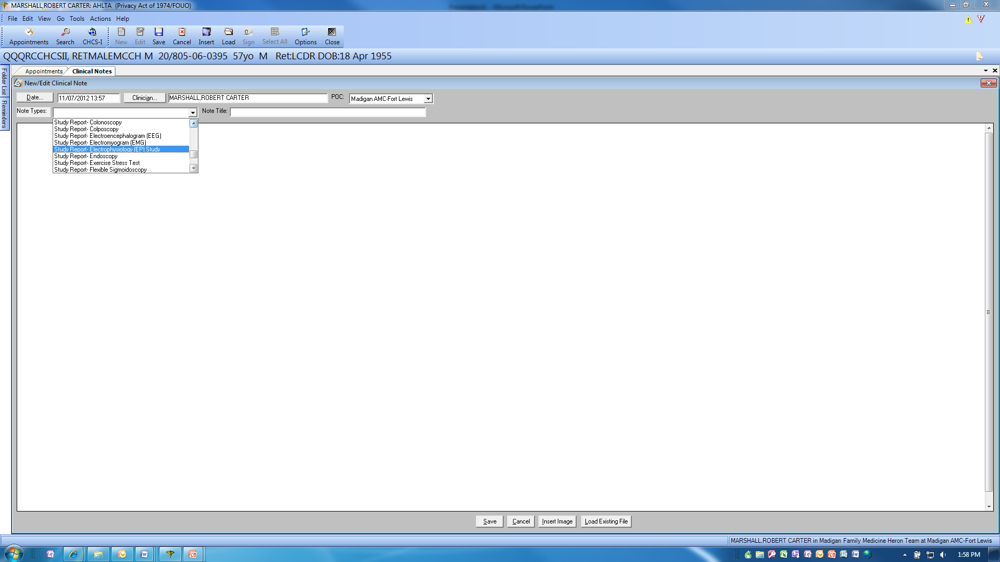 MARSHALL,ROBERT CARTER: AHLTA (Privacy Act of 1974/FOUO)
File Edit View Go Tools Actions Help
Appointments Search CHCS-I New Edit Save Cancel Insert Load Sign Select All Options Close
QQQRCCHCSII, RETMALEMCCH M 20/805-06-0395 57yo M Ret:LCDR DOB:18 Apr 1955
Folder List
Reminders
Appointments Clinical Notes
New/Edit Clinical Note
Date... 11/07/2012 13:57 Clinician... MARSHALL,ROBERT CARTER POC: Madigan AMC-Fort Lewis
Note Types: Note Title:
Study Report- Colonoscopy
Study Report- Colposcopy
Study Report- Electroencephalogram (EEG)
Study Report- Electromyogram (EMG)
Study Report- Electrophysiology (EP) Study
Study Report- Endoscopy
Study Report- Exercise Stress Test
Study Report- Flexible Sigmoidoscopy
Save Cancel Insert Image Load Existing File
MARSHALL,ROBERT CARTER in Madigan Family Medicine Heron Team at Madigan AMC-Fort Lewis
1:58 PM